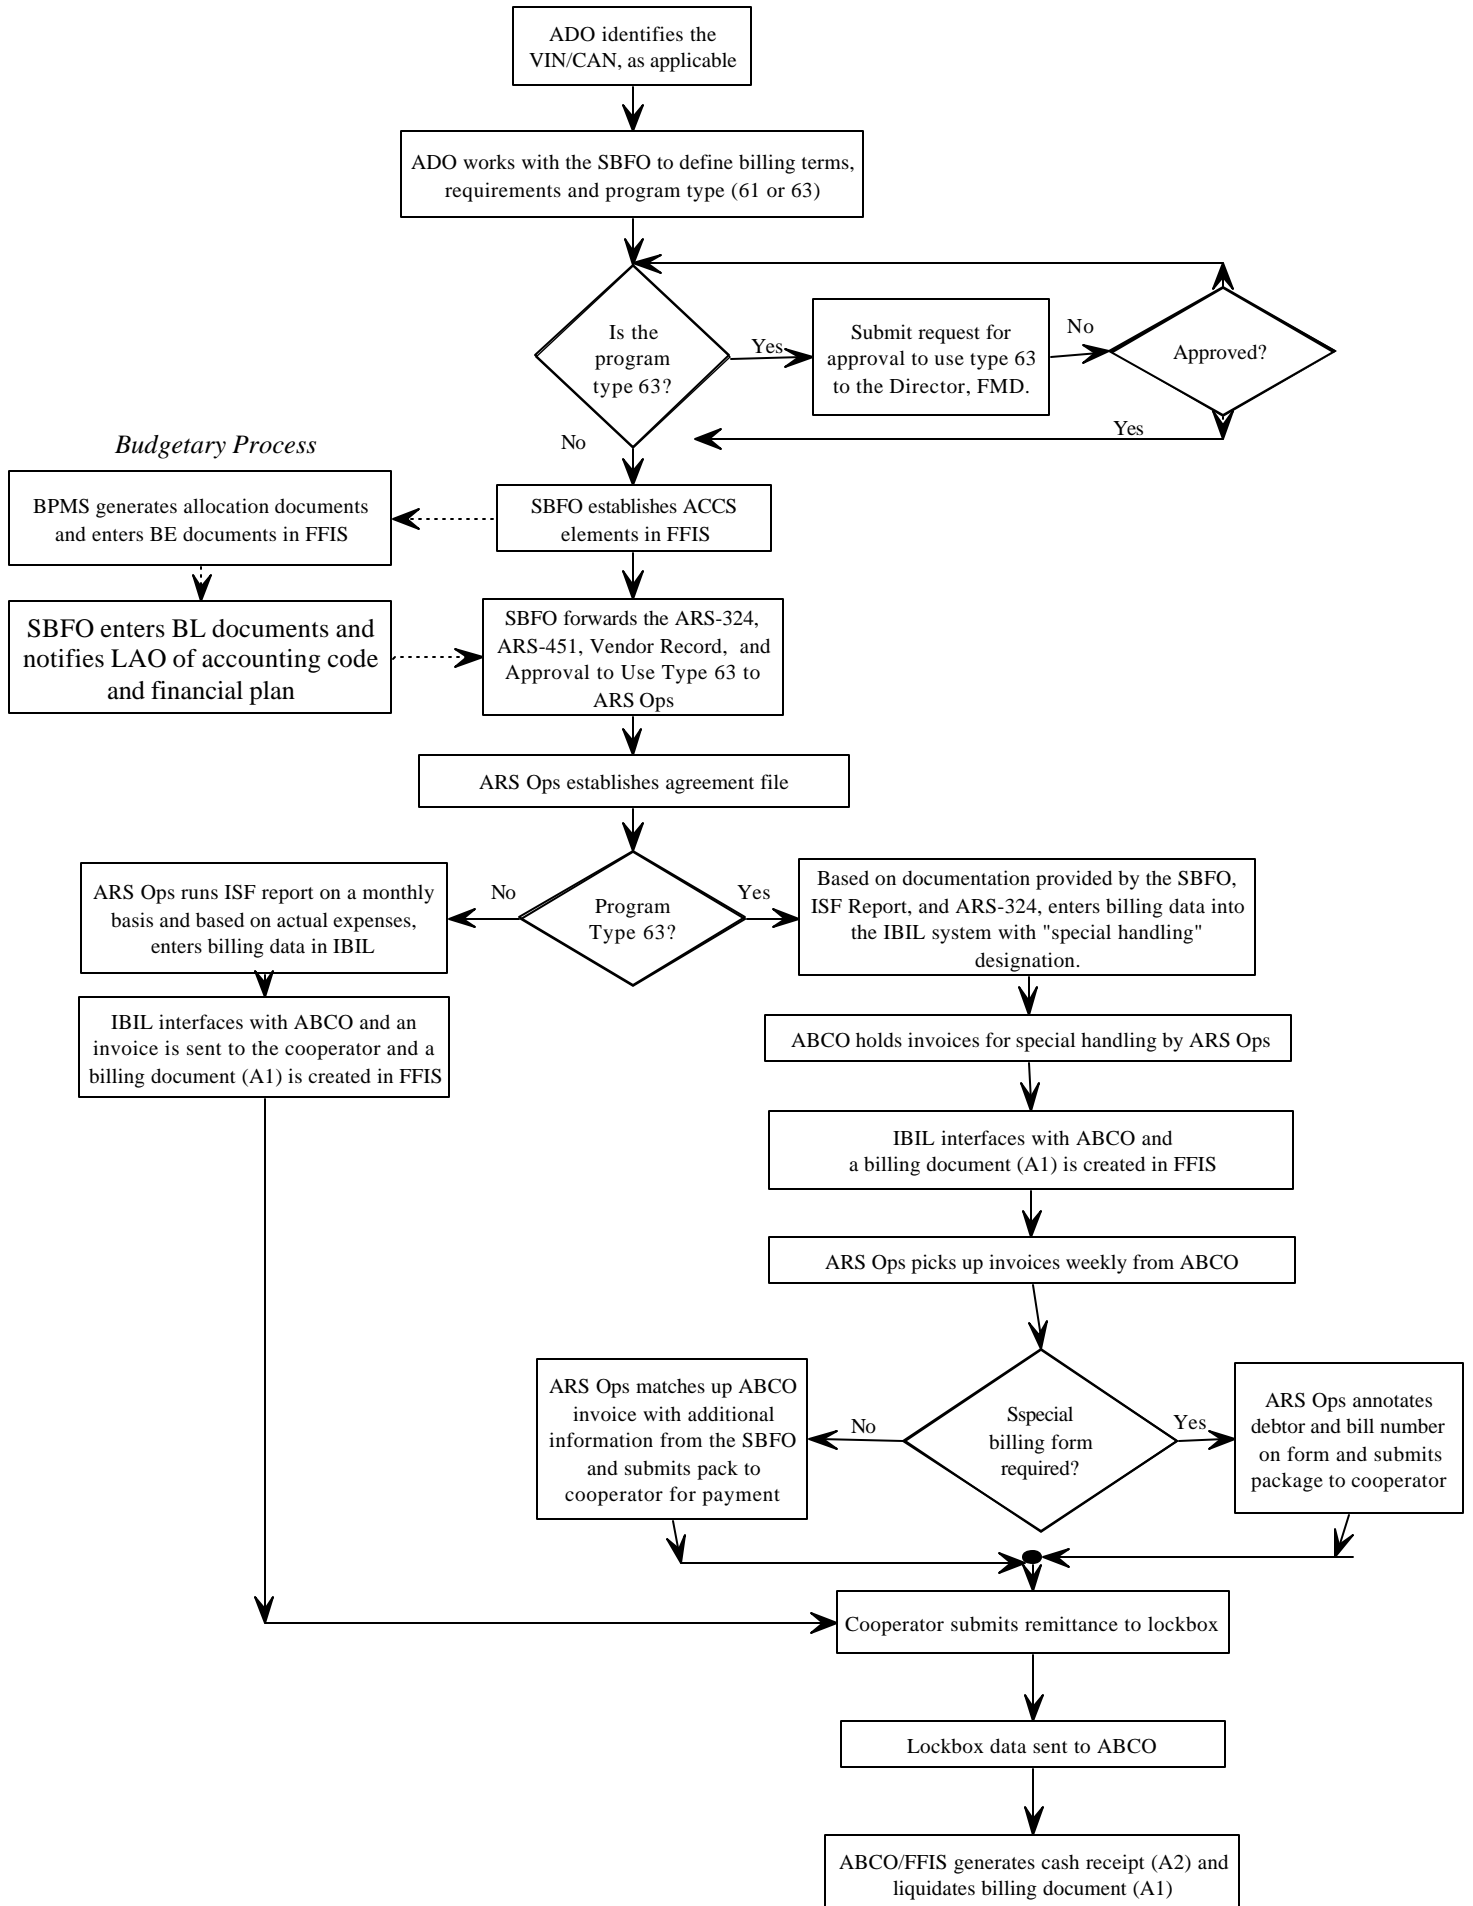 ADO identifies the
VIN/CAN, as applicable
ADO works with the SBFO to define billing terms,
requirements and program type (61 or 63)
Is the
program
type 63?
Yes
Submit request for
approval to use type 63
to the Director, FMD.
No
Approved?
Yes
No
Budgetary Process
BPMS generates allocation documents
and enters BE documents in FFIS
SBFO establishes ACCS
elements in FFIS
SBFO enters BL documents and
notifies LAO of accounting code
and financial plan
SBFO forwards the ARS-324,
ARS-451, Vendor Record, and
Approval to Use Type 63 to
ARS Ops
ARS Ops establishes agreement file
Program
Type 63?
No
Yes
ARS Ops runs ISF report on a monthly
basis and based on actual expenses,
enters billing data in IBIL
Based on documentation provided by the SBFO,
ISF Report, and ARS-324, enters billing data into
the IBIL system with "special handling"
designation.
IBIL interfaces with ABCO and an
invoice is sent to the cooperator and a
billing document (A1) is created in FFIS
ABCO holds invoices for special handling by ARS Ops
IBIL interfaces with ABCO and
a billing document (A1) is created in FFIS
ARS Ops picks up invoices weekly from ABCO
Sspecial
billing form
required?
No
Yes
ARS Ops matches up ABCO
invoice with additional
information from the SBFO
and submits pack to
cooperator for payment
ARS Ops annotates
debtor and bill number
on form and submits
package to cooperator
Cooperator submits remittance to lockbox
Lockbox data sent to ABCO
ABCO/FFIS generates cash receipt (A2) and
liquidates billing document (A1)